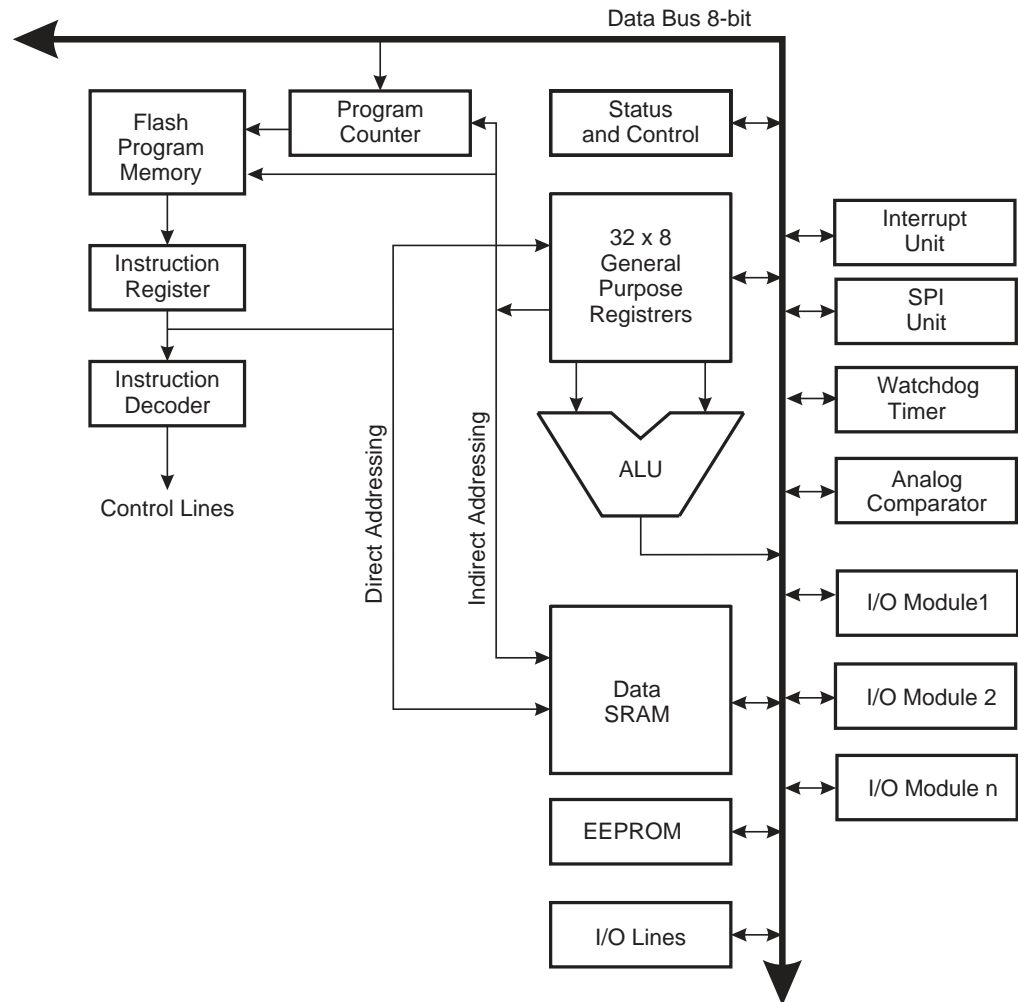 Data Bus 8-bit
Flash
Program
Memory
Program
Counter
Status
and Control
32 x 8
General
Purpose
Registrers
Interrupt
Unit
Instruction
Register
SPI
Unit
Instruction
Decoder
Watchdog
Timer
ALU
Analog
Comparator
Control Lines
Direct Addressing
Indirect Addressing
I/O Module1
Data
SRAM
I/O Module 2
I/O Module n
EEPROM
I/O Lines